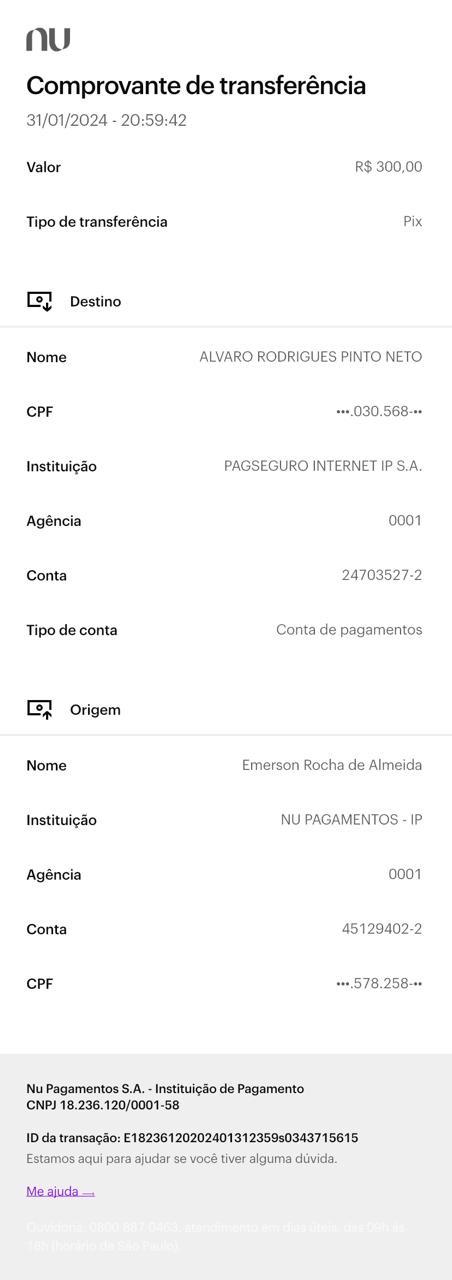 nu
Comprovante de transferência
31/01/2024 - 20:59:42
Valor R$ 300,00
Tipo de transferência Pix
Destino
Nome ALVARO RODRIGUES PINTO NETO
CPF •••.030.568-••
Instituição PAGSEGURO INTERNET IP S.A.
Agência 0001
Conta 24703527-2
Tipo de conta Conta de pagamentos
Origem
Nome Emerson Rocha de Almeida
Instituição NU PAGAMENTOS - IP
Agência 0001
Conta 45129402-2
CPF •••.578.258-••
Nu Pagamentos S.A. - Instituição de Pagamento
CNPJ 18.236.120/0001-58
ID da transação: E18236120202401312359s0343715615
Estamos aqui para ajudar se você tiver alguma dúvida.
Me ajuda →
Ouvidoria: 0800 887 0463, atendimento em dias úteis, das 09h às
18h (horário de São Paulo).